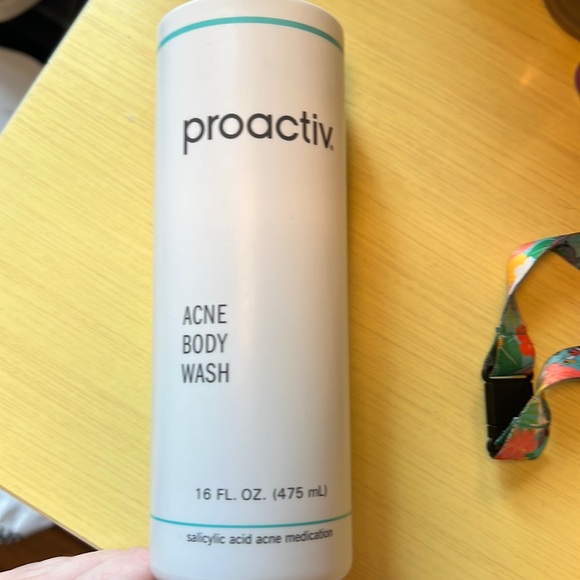 proactiv.
ACNE
BODY
WASH
16 FL. OZ. (475 mL)
salicylic acid acne medication